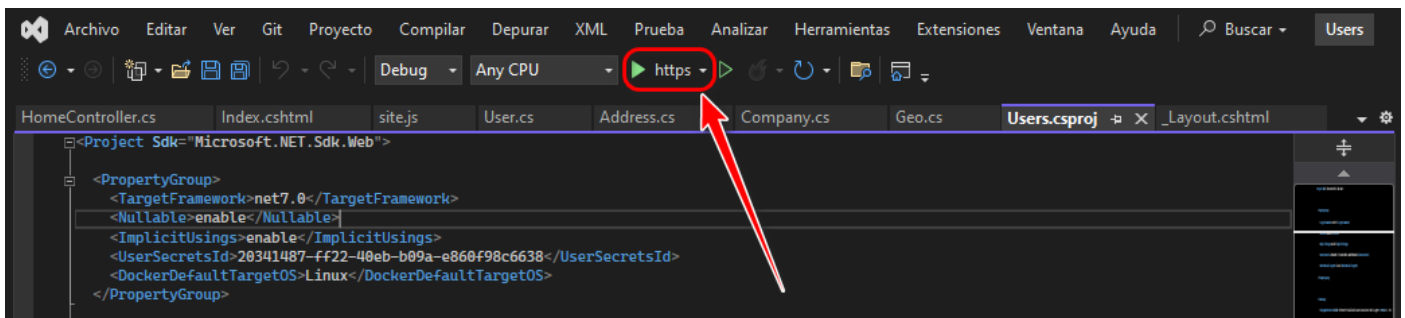 Archivo Editar Ver Git Proyecto Compilar Depurar XML Prueba Analizar Herramientas Extensiones Ventana Ayuda Buscar Users
Debug Any CPU https
HomeController.cs Index.cshtml site.js User.cs Address.cs Company.cs Geo.cs Users.csproj _Layout.cshtml
<Project Sdk="Microsoft.NET.Sdk.Web">
<PropertyGroup>
<TargetFramework>net7.0</TargetFramework>
<Nullable>enable</Nullable>
<ImplicitUsings>enable</ImplicitUsings>
<UserSecretsId>20341487-ff22-40eb-b09a-e860f98c6638</UserSecretsId>
<DockerDefaultTargetOS>Linux</DockerDefaultTargetOS>
</PropertyGroup>